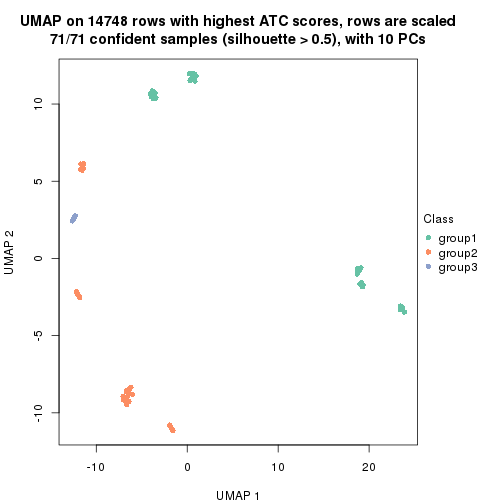 UMAP on 14748 rows with highest ATC scores, rows are scaled
71/71 confident samples (silhouette > 0.5), with 10 PCs
10
5
0
-5
-10
UMAP 2
-10
0
10
20
UMAP 1
Class
group1
group2
group3